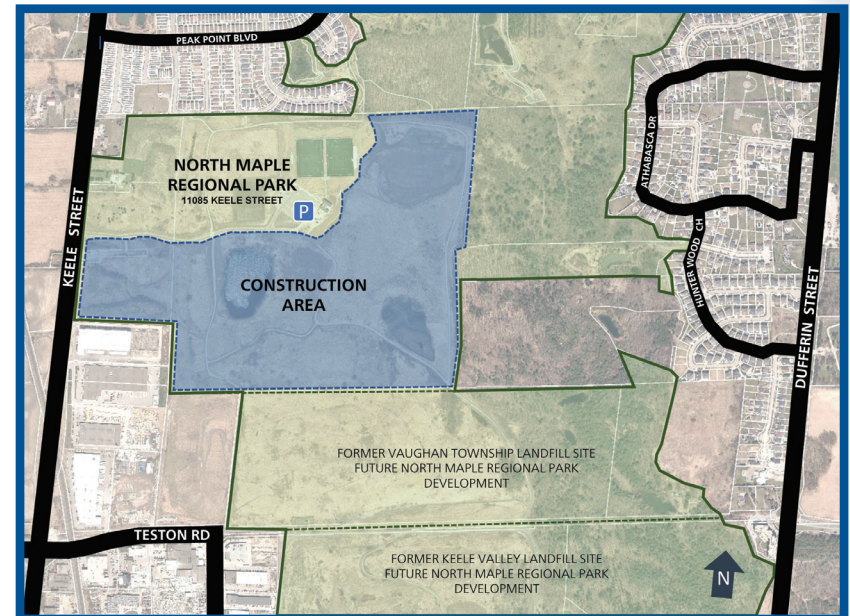 PEAK POINT BLVD
NORTH MAPLE
REGIONAL PARK
11085 KEELE STREET
P
ATHABASCA DR
KEELE STREET
HUNTER WOOD CH
CONSTRUCTION
AREA
DUFFERIN STREET
FORMER VAUGHAN TOWNSHIP LANDFILL SITE
FUTURE NORTH MAPLE REGIONAL PARK
DEVELOPMENT
TESTON RD
FORMER KEELE VALLEY LANDFILL SITE
FUTURE NORTH MAPLE REGIONAL PARK
DEVELOPMENT
N